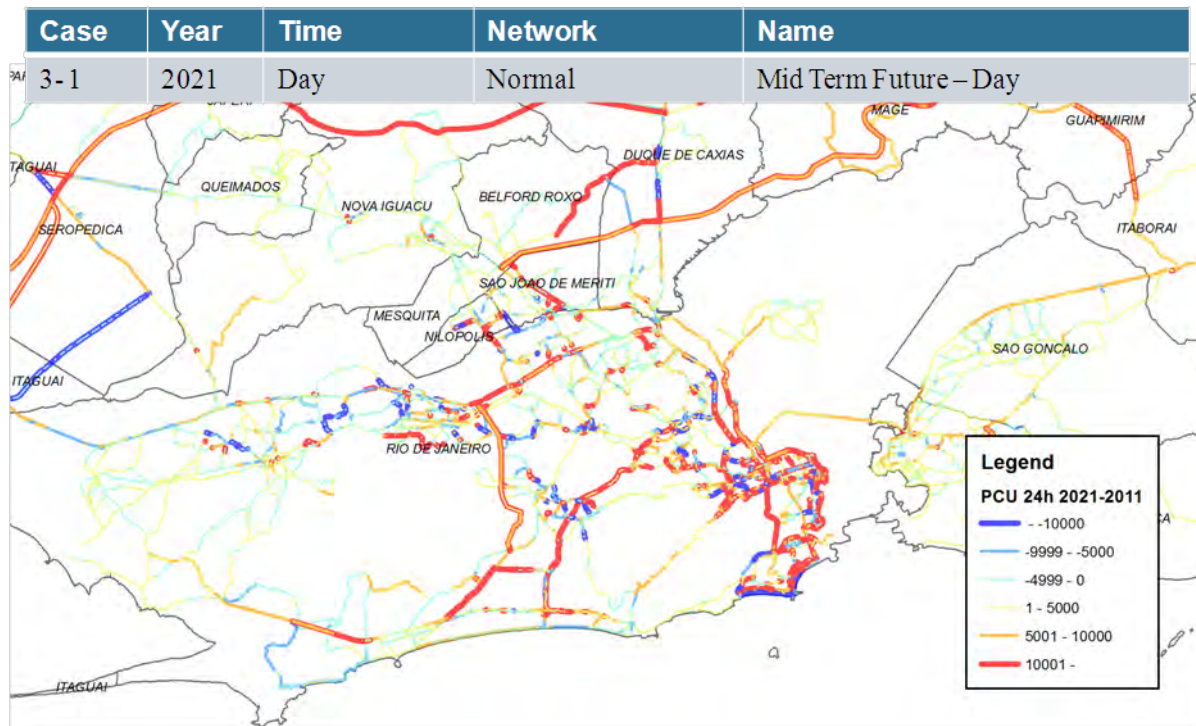 Case Year Time Network Name
3-1 2021 Day Normal Mid Term Future – Day
MAGE
GUAPIMIRIM
DUQUE DE CAXIAS
ITAGUAI
QUEIMADOS
BELFORD ROXO
NOVA IGUACU
SEROPEDICA
ITABORAI
SAO JOAO DE MERITI
MESQUITA
NILOPOLIS
SAO GONCALO
ITAGUAI
RIO DE JANEIRO
Legend
PCU 24h 2021-2011
- -10000
-9999 - -5000
-4999 - 0
1 - 5000
5001 - 10000
10001 -
ITAGUAI